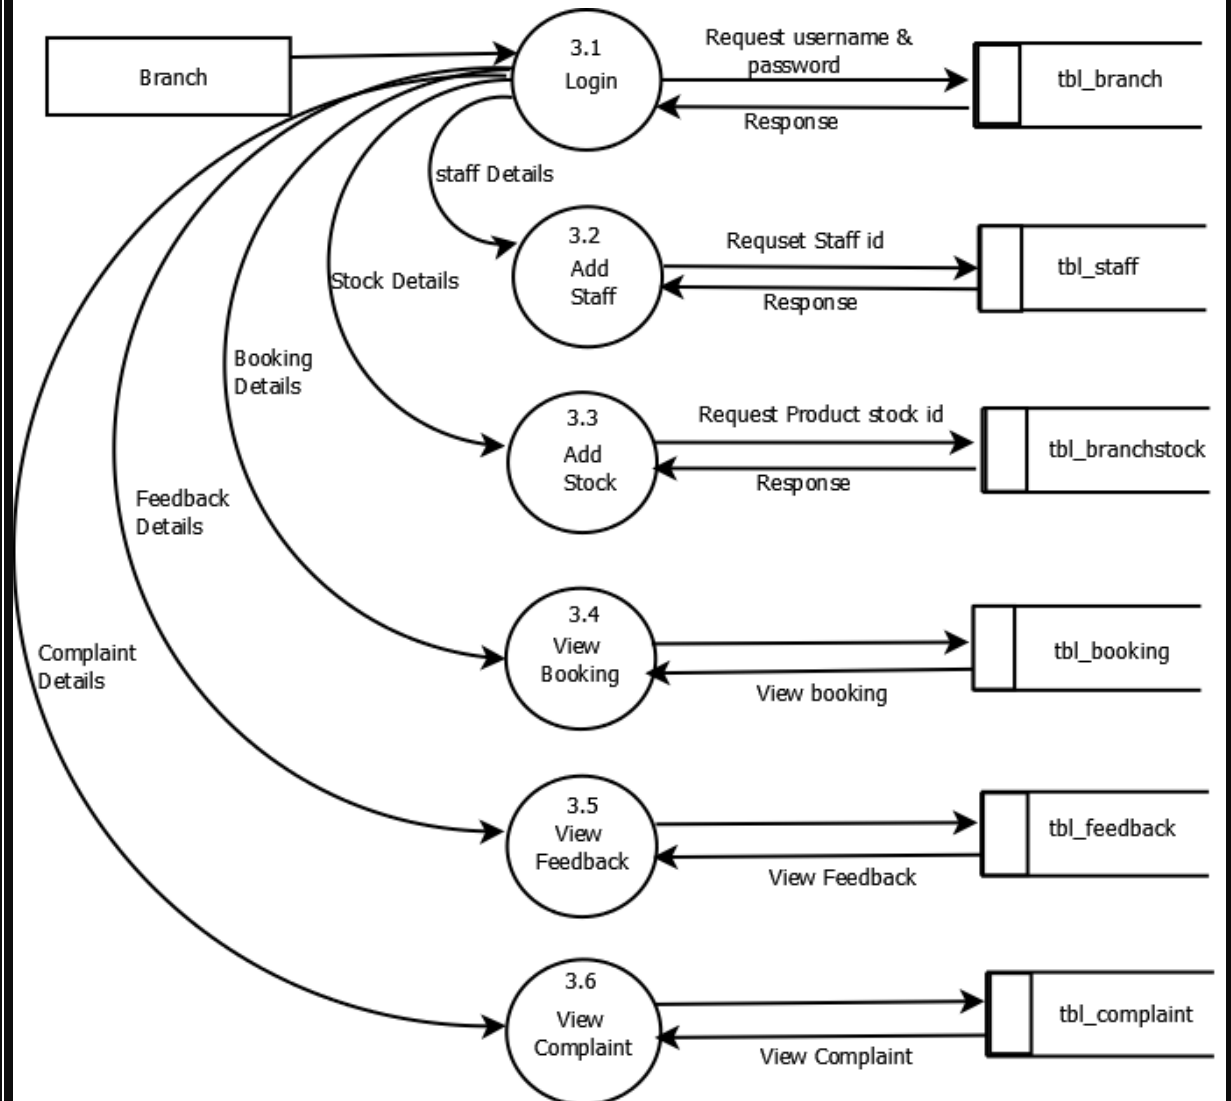 3.1
Login
Branch
Request username &
password
Response
tbl_branch
staff Details
3.2
Add
Staff
Requset Staff id
Response
tbl_staff
Stock Details
3.3
Add
Stock
Request Product stock id
Response
tbl_branchstock
Booking
Details
3.4
View
Booking
View booking
tbl_booking
Feedback
Details
3.5
View
Feedback
View Feedback
tbl_feedback
Complaint
Details
3.6
View
Complaint
View Complaint
tbl_complaint